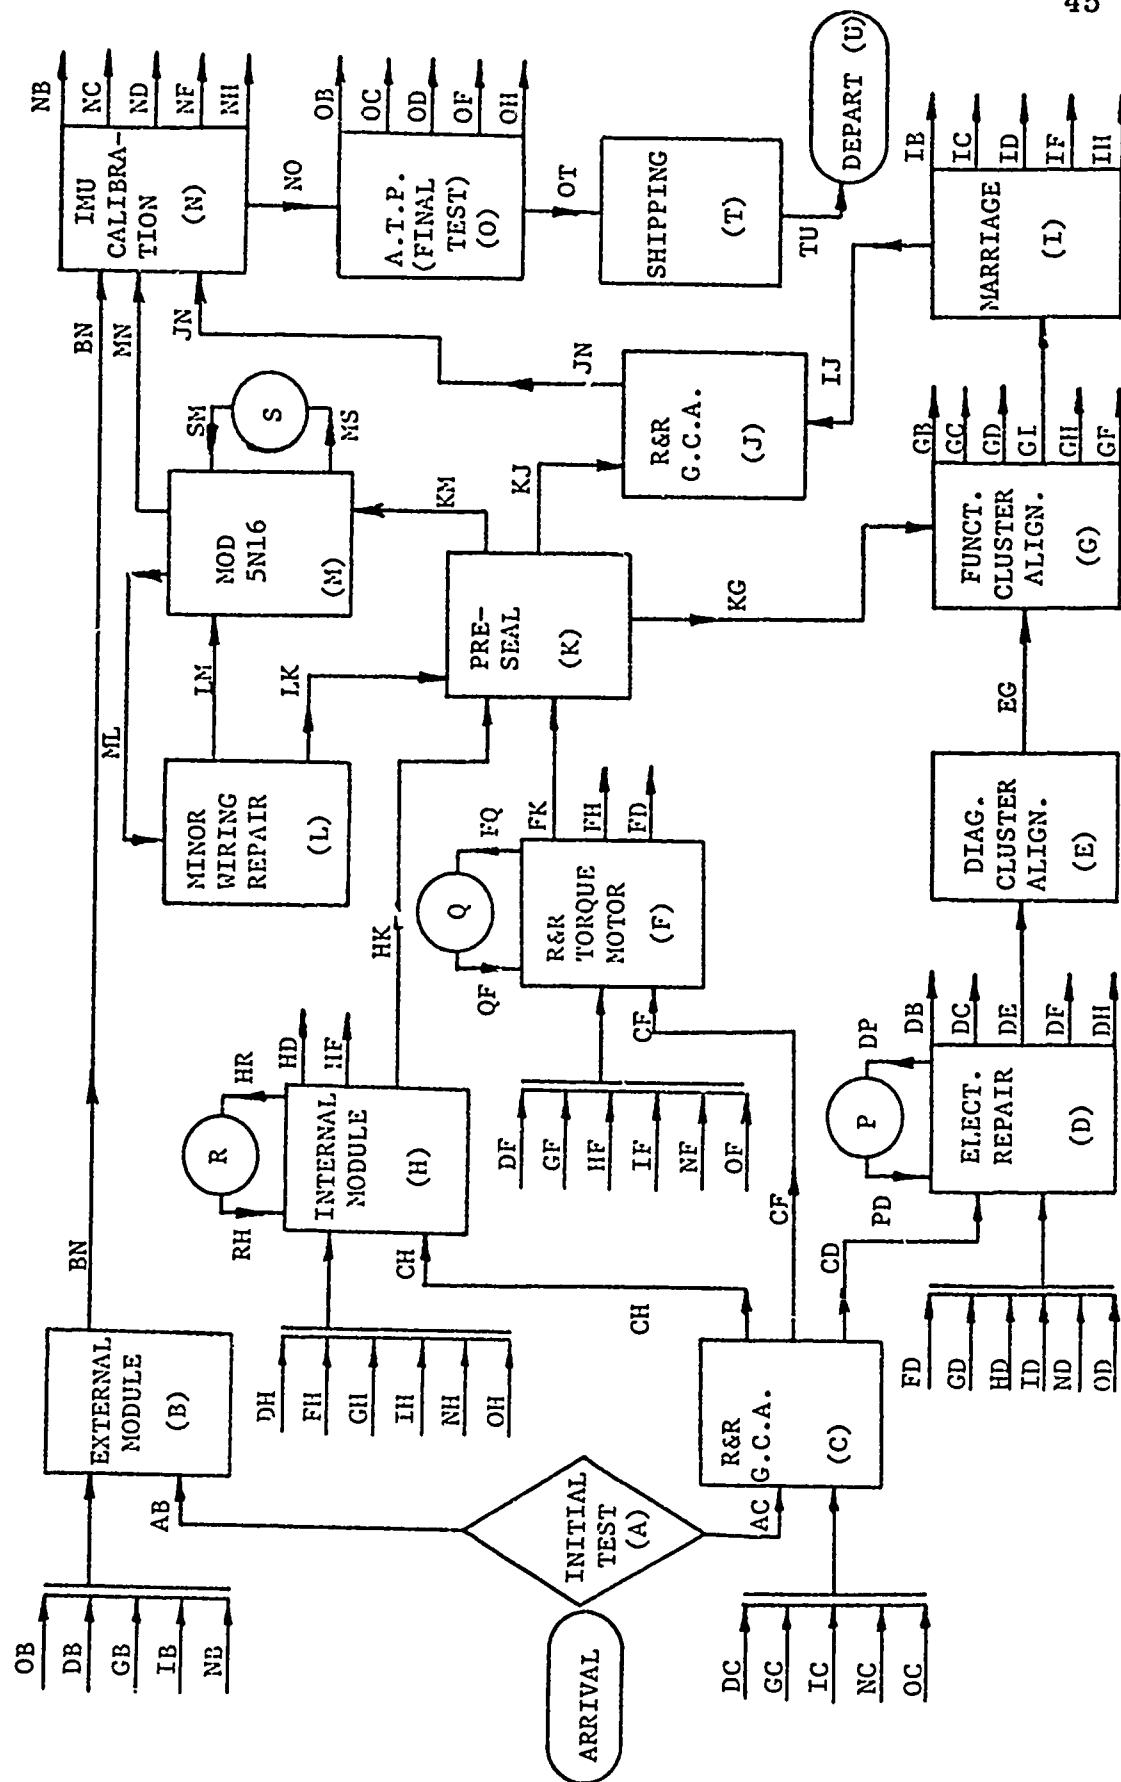 45
ARRIVAL
INITIAL
TEST
(A)
AB
AC
OB
DB
GB
IB
NB
EXTERNAL
MODULE
(B)
BN
BN
DC
GC
IC
NC
OC
R&R
G.C.A.
(C)
CH
CH
CF
CF
CD
DH
FH
GH
IH
NH
OH
INTERNAL
MODULE
(H)
RH
R
HR
HD
HF
HK
DF
GF
HF
IF
NF
OF
R&R
TORQUE
MOTOR
(F)
QF
Q
FQ
FK
FH
FD
FD
GD
HD
ID
ND
OD
ELECT.
REPAIR
(D)
PD
P
DP
DB
DC
DE
DF
DH
MINOR
WIRING
REPAIR
(L)
ML
LM
LK
PRE-
SEAL
(K)
KM
KJ
KG
DIAG.
CLUSTER
ALIGN.
(E)
EG
MOD
5N16
(M)
SM
S
MS
MN
R&R
G.C.A.
(J)
JN
JN
IJ
FUNCT.
CLUSTER
ALIGN.
(G)
GB
GC
GD
GI
GH
GF
IMU
CALIBRA-
TION
(N)
BN
NB
NC
ND
NF
NH
NO
A.T.P.
(FINAL
TEST)
(O)
OB
OC
OD
OF
OH
OT
SHIPPING
(T)
TU
DEPART (U)
MARRIAGE
(I)
IB
IC
ID
IF
IH